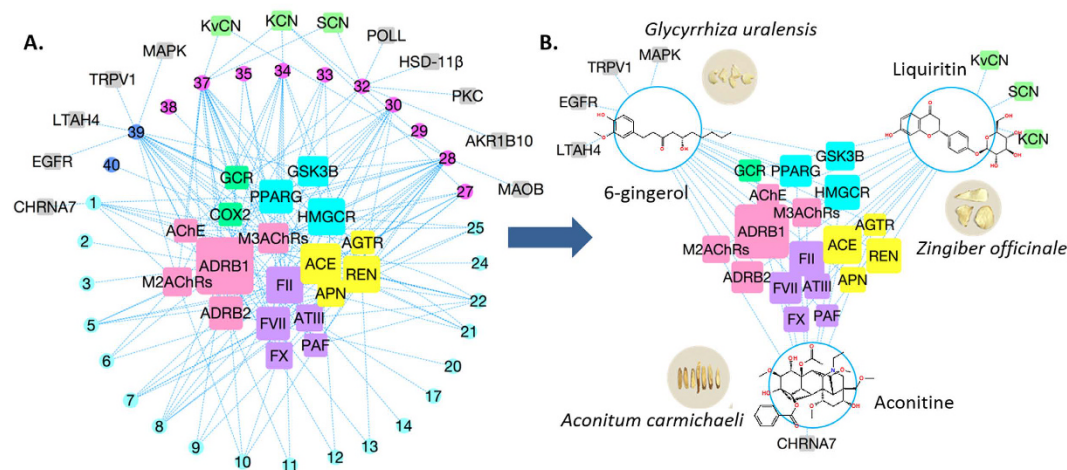 A.
KvCN
KCN
SCN
MAPK
POLL
TRPV1
HSD-11β
LTAH4
PKC
EGFR
AKR1B10
CHRNA7
MAOB
37
35
34
33
32
38
30
39
29
40
28
27
1
25
2
24
3
22
5
21
6
20
7
17
8
14
9
13
10
11
12
GCR
GSK3B
PPARG
COX2
HMGCR
AChE
M3AChRs
AGTR
ADRB1
ACE
M2AChRs
REN
FII
APN
ADRB2
FVII
ATIII
FX
PAF
B.
Glycyrrhiza uralensis
MAPK
TRPV1
EGFR
LTAH4
6-gingerol
Liquiritin
KvCN
SCN
KCN
Zingiber officinale
GSK3B
GCR
PPARG
HMGCR
AChE
M3AChRs
ADRB1
AGTR
ACE
M2AChRs
REN
FII
ADRB2
FVII
ATIII
APN
FX
PAF
Aconitum carmichaeli
Aconitine
CHRNA7